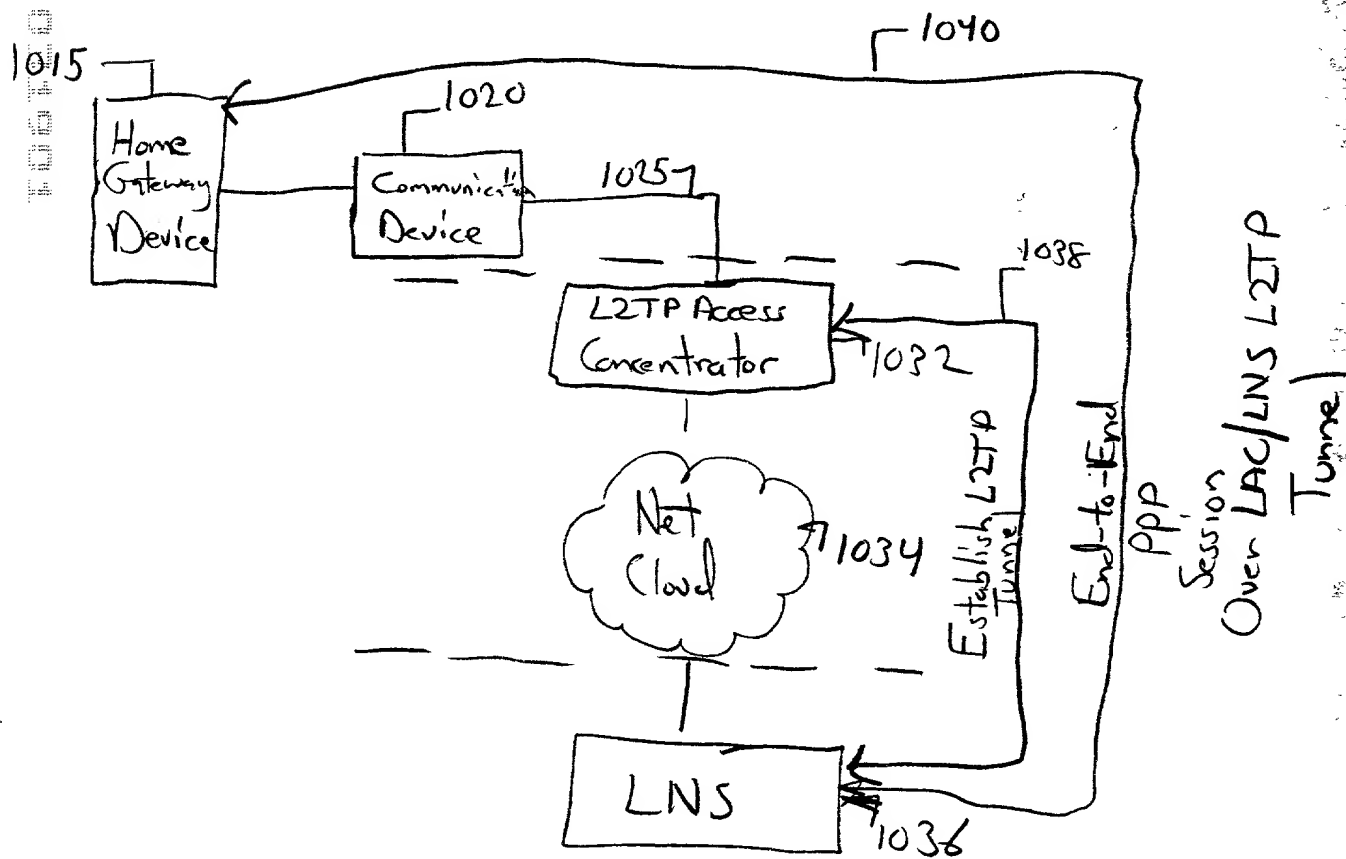 1040
1015
1020
Home
Gateway
Device
Communication
Device
1025
1038
L2TP Access
Concentrator
1032
Net
Cloud
1034
Establish L2TP
Tunnel
End-to-End
PPP
Session
Over LAC/LNS L2TP
Tunnel
LNS
1036